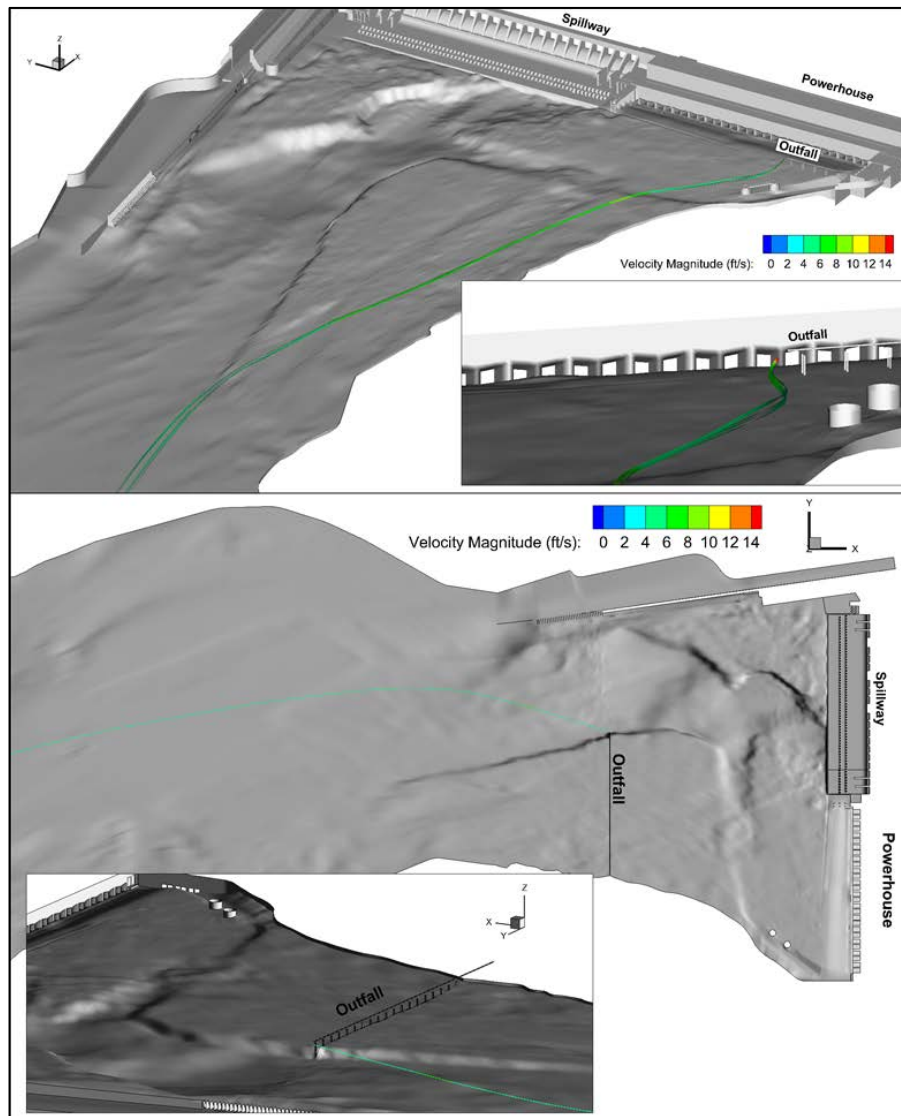 Spillway
Powerhouse
Outfall
Z
Y
X
Velocity Magnitude (ft/s): 0 2 4 6 8 10 12 14
Outfall
Velocity Magnitude (ft/s): 0 2 4 6 8 10 12 14
Y
Z
X
Spillway
Outfall
Powerhouse
Z
X
Y
Outfall